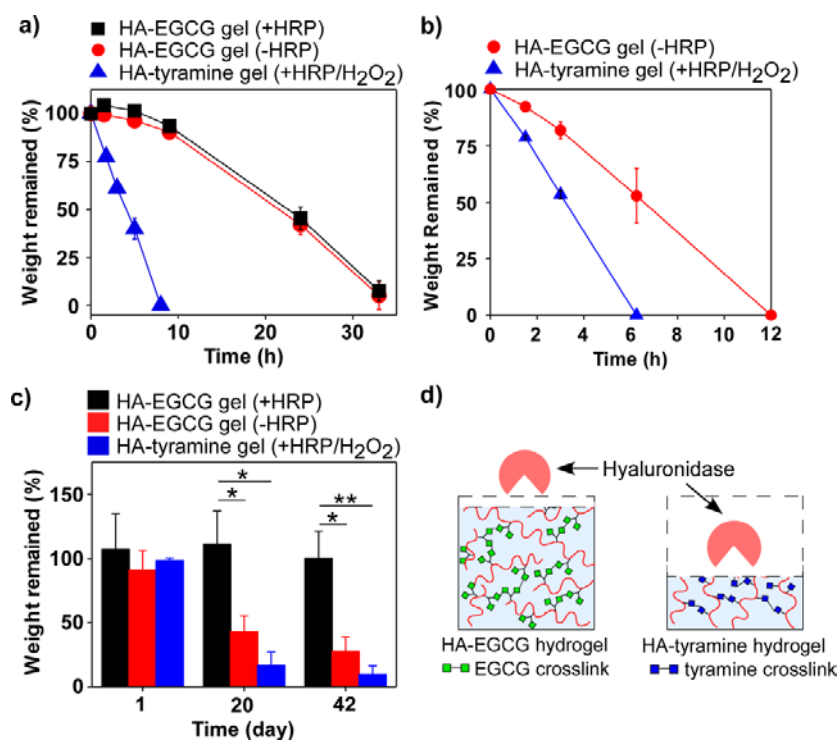 a)
HA-EGCG gel (+HRP)
HA-EGCG gel (-HRP)
HA-tyramine gel (+HRP/H₂O₂)
Weight remained (%)
100
75
50
25
0
0 10 20 30
Time (h)
b)
HA-EGCG gel (-HRP)
HA-tyramine gel (+HRP/H₂O₂)
Weight Remained (%)
100
75
50
25
0
0 2 4 6 8 10 12
Time (h)
c)
HA-EGCG gel (+HRP)
HA-EGCG gel (-HRP)
HA-tyramine gel (+HRP/H₂O₂)
Weight remained (%)
150
100
50
0
*
*
**
*
1 20 42
Time (day)
d)
Hyaluronidase
HA-EGCG hydrogel
EGCG crosslink
HA-tyramine hydrogel
tyramine crosslink